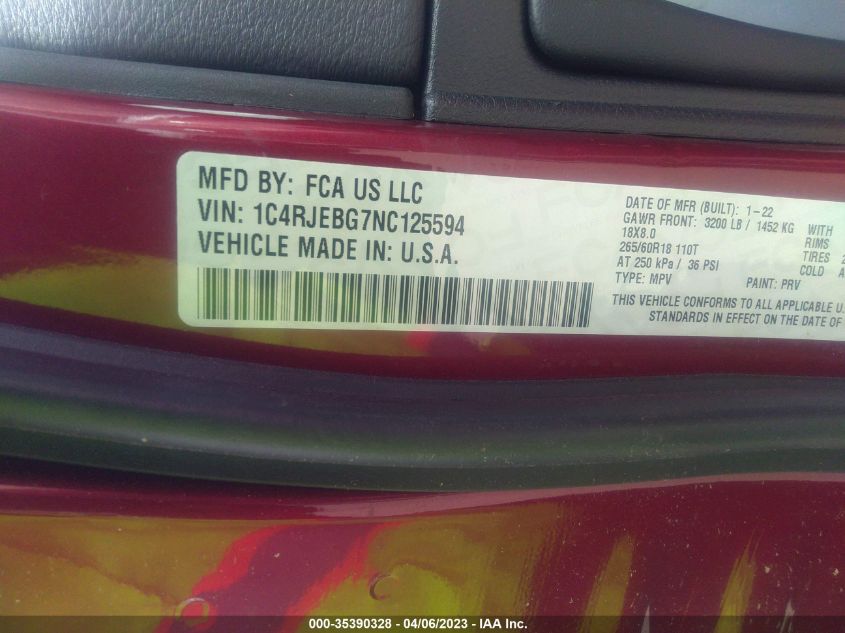 MFD BY: FCA US LLC
VIN: 1C4RJEBG7NC125594
VEHICLE MADE IN: U.S.A.
DATE OF MFR (BUILT): 1-22
GAWR FRONT: 3200 LB / 1452 KG WITH
18X8.0 RIMS
265/60R18 110T TIRES 2
AT 250 kPa / 36 PSI COLD A
TYPE: MPV PAINT: PRV
THIS VEHICLE CONFORMS TO ALL APPLICABLE U.
STANDARDS IN EFFECT ON THE DATE OF
000-35390328 - 04/06/2023 - IAA Inc.